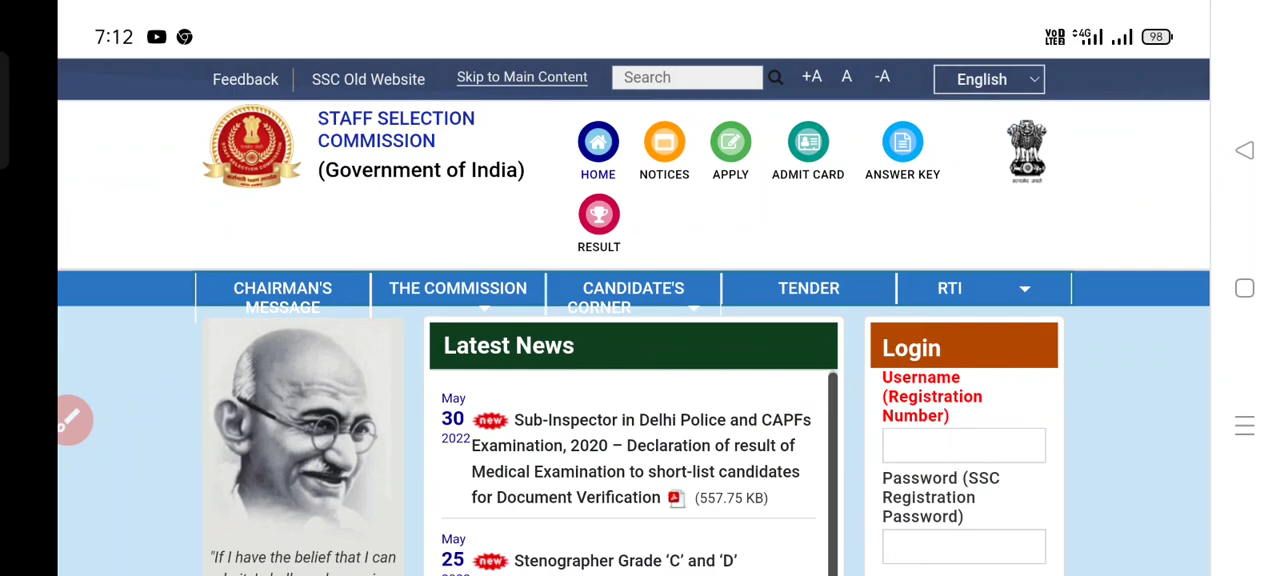 7:12
VoD LTE2 4G 98
Feedback SSC Old Website Skip to Main Content Search +A A -A English
STAFF SELECTION
COMMISSION
(Government of India)
HOME NOTICES APPLY ADMIT CARD ANSWER KEY
RESULT
CHAIRMAN'S
MESSAGE
THE COMMISSION
CANDIDATE'S
CORNER
TENDER
RTI
"If I have the belief that I can
Latest News
May
30
2022
new Sub-Inspector in Delhi Police and CAPFs
Examination, 2020 – Declaration of result of
Medical Examination to short-list candidates
for Document Verification (557.75 KB)
May
25
new Stenographer Grade ‘C’ and ‘D’
Login
Username
(Registration
Number)
Password (SSC
Registration
Password)